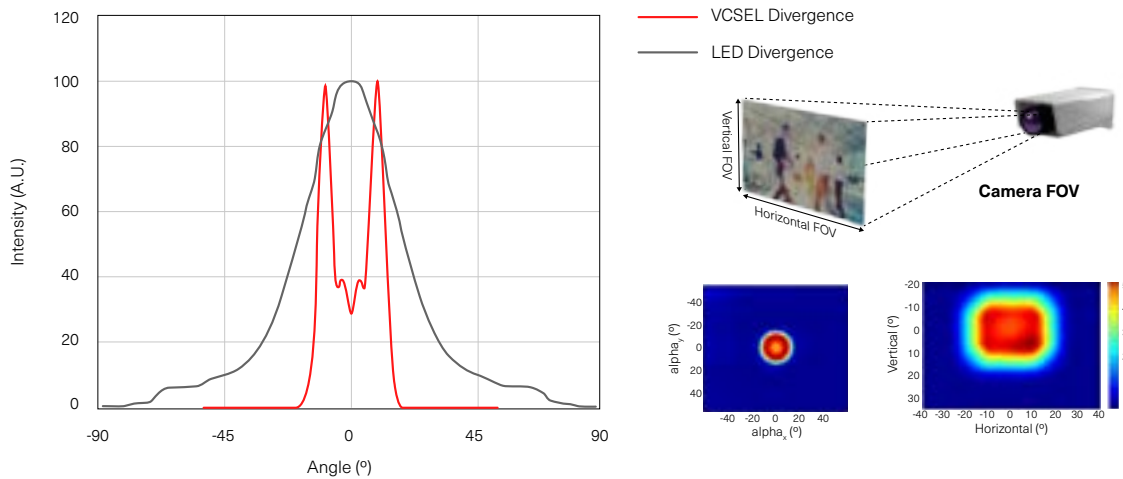 120
100
80
60
40
20
0
-90
-45
0
45
90
Intensity (A.U.)
Angle (º)
VCSEL Divergence
LED Divergence
Vertical FOV
Horizontal FOV
Camera FOV
-40
-20
0
20
40
alphay (º)
-40 -20 0 20 40
alphax (º)
-20
-10
0
10
20
30
Vertical (º)
-40 -30 -20 -10 0 10 20 30 40
Horizontal (º)